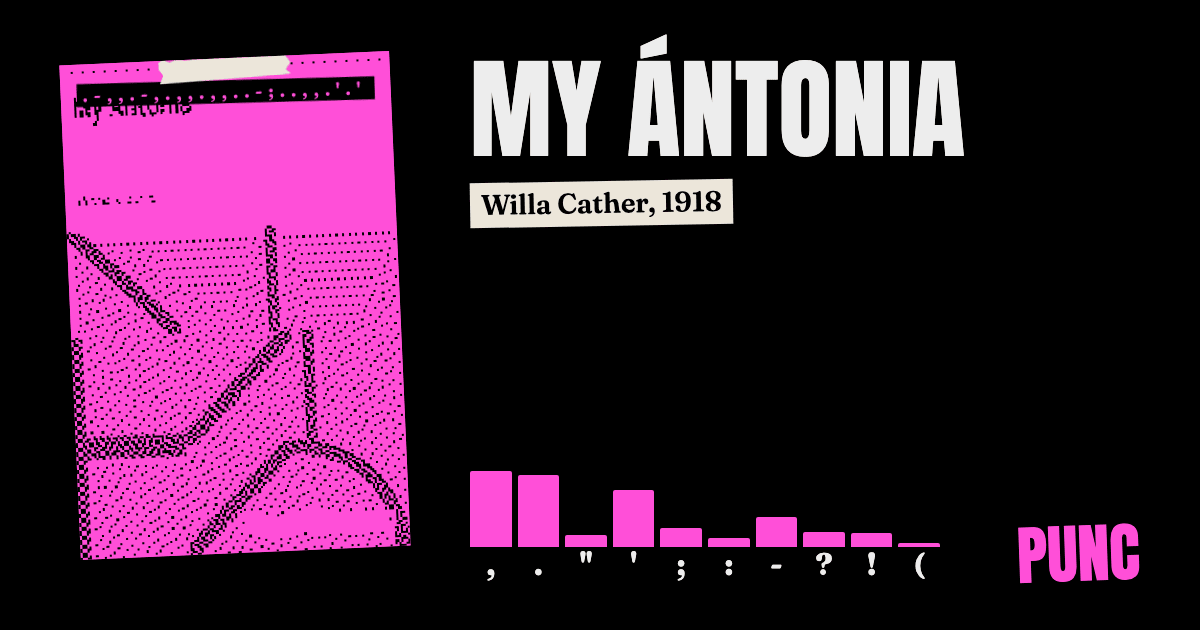 MY ÁNTONIA
Willa Cather, 1918
, . " ' ; : - ? ! (
PUNC